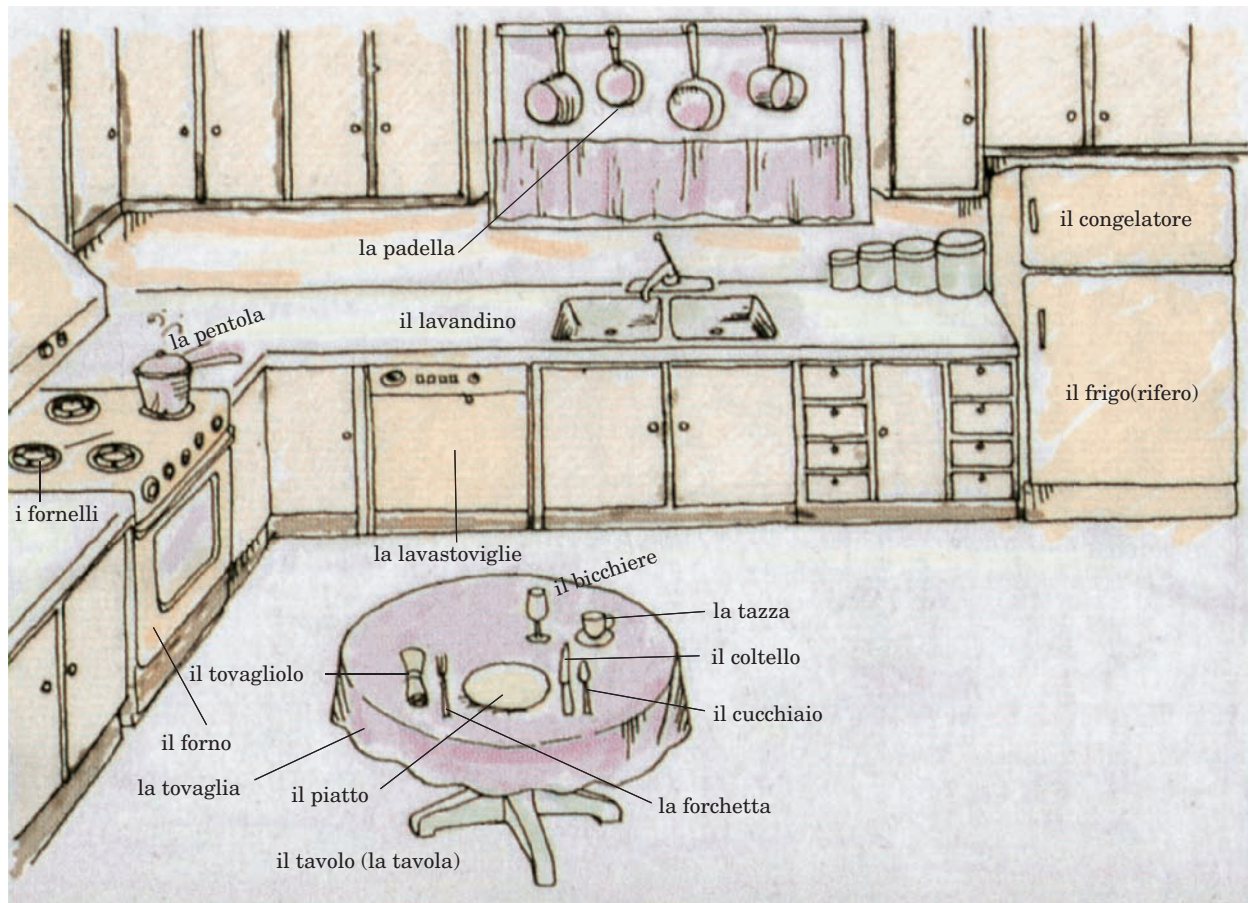 il congelatore
la padella
la pentola
il lavandino
il frigo(rifero)
i fornelli
la lavastoviglie
il bicchiere
la tazza
il coltello
il tovagliolo
il cucchiaio
il forno
la tovaglia
il piatto
la forchetta
il tavolo (la tavola)